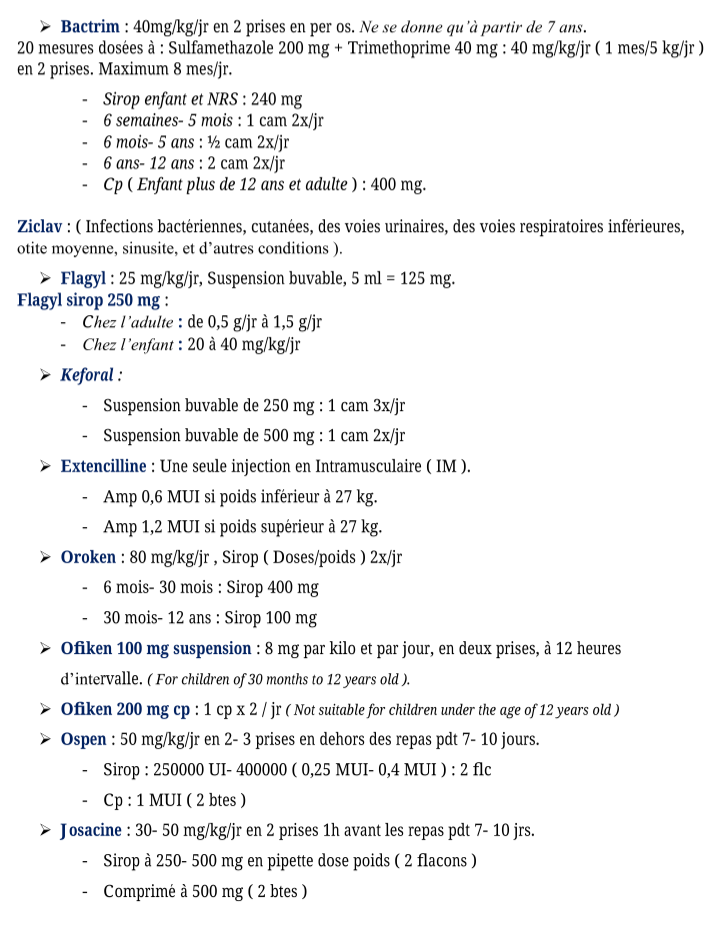 ➢ Bactrim : 40mg/kg/jr en 2 prises en per os. Ne se donne qu'à partir de 7 ans.
20 mesures dosées à : Sulfamethazole 200 mg + Trimethoprime 40 mg : 40 mg/kg/jr ( 1 mes/5 kg/jr )
en 2 prises. Maximum 8 mes/jr.
- Sirop enfant et NRS : 240 mg
- 6 semaines- 5 mois : 1 cam 2x/jr
- 6 mois- 5 ans : ½ cam 2x/jr
- 6 ans- 12 ans : 2 cam 2x/jr
- Cp ( Enfant plus de 12 ans et adulte ) : 400 mg.
Ziclav : ( Infections bactériennes, cutanées, des voies urinaires, des voies respiratoires inférieures,
otite moyenne, sinusite, et d'autres conditions ).
➢ Flagyl : 25 mg/kg/jr, Suspension buvable, 5 ml = 125 mg.
Flagyl sirop 250 mg :
- Chez l'adulte : de 0,5 g/jr à 1,5 g/jr
- Chez l'enfant : 20 à 40 mg/kg/jr
➢ Keforal :
- Suspension buvable de 250 mg : 1 cam 3x/jr
- Suspension buvable de 500 mg : 1 cam 2x/jr
➢ Extencilline : Une seule injection en Intramusculaire ( IM ).
- Amp 0,6 MUI si poids inférieur à 27 kg.
- Amp 1,2 MUI si poids supérieur à 27 kg.
➢ Oroken : 80 mg/kg/jr , Sirop ( Doses/poids ) 2x/jr
- 6 mois- 30 mois : Sirop 400 mg
- 30 mois- 12 ans : Sirop 100 mg
➢ Ofiken 100 mg suspension : 8 mg par kilo et par jour, en deux prises, à 12 heures
d'intervalle. ( For children of 30 months to 12 years old ).
➢ Ofiken 200 mg cp : 1 cp x 2 / jr ( Not suitable for children under the age of 12 years old )
➢ Ospen : 50 mg/kg/jr en 2- 3 prises en dehors des repas pdt 7- 10 jours.
- Sirop : 250000 UI- 400000 ( 0,25 MUI- 0,4 MUI ) : 2 flc
- Cp : 1 MUI ( 2 btes )
➢ Josacine : 30- 50 mg/kg/jr en 2 prises 1h avant les repas pdt 7- 10 jrs.
- Sirop à 250- 500 mg en pipette dose poids ( 2 flacons )
- Comprimé à 500 mg ( 2 btes )